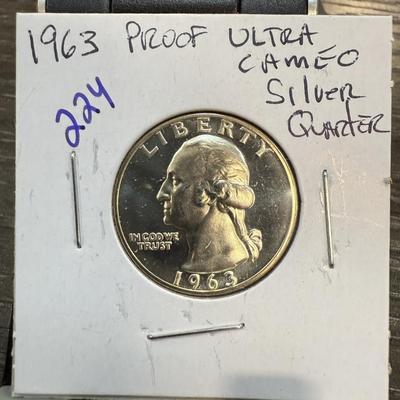 1963 PROOF ULTRA
CAMEO
SILVER
QUARTER
224
LIBERTY
IN GOD WE
TRUST
1963